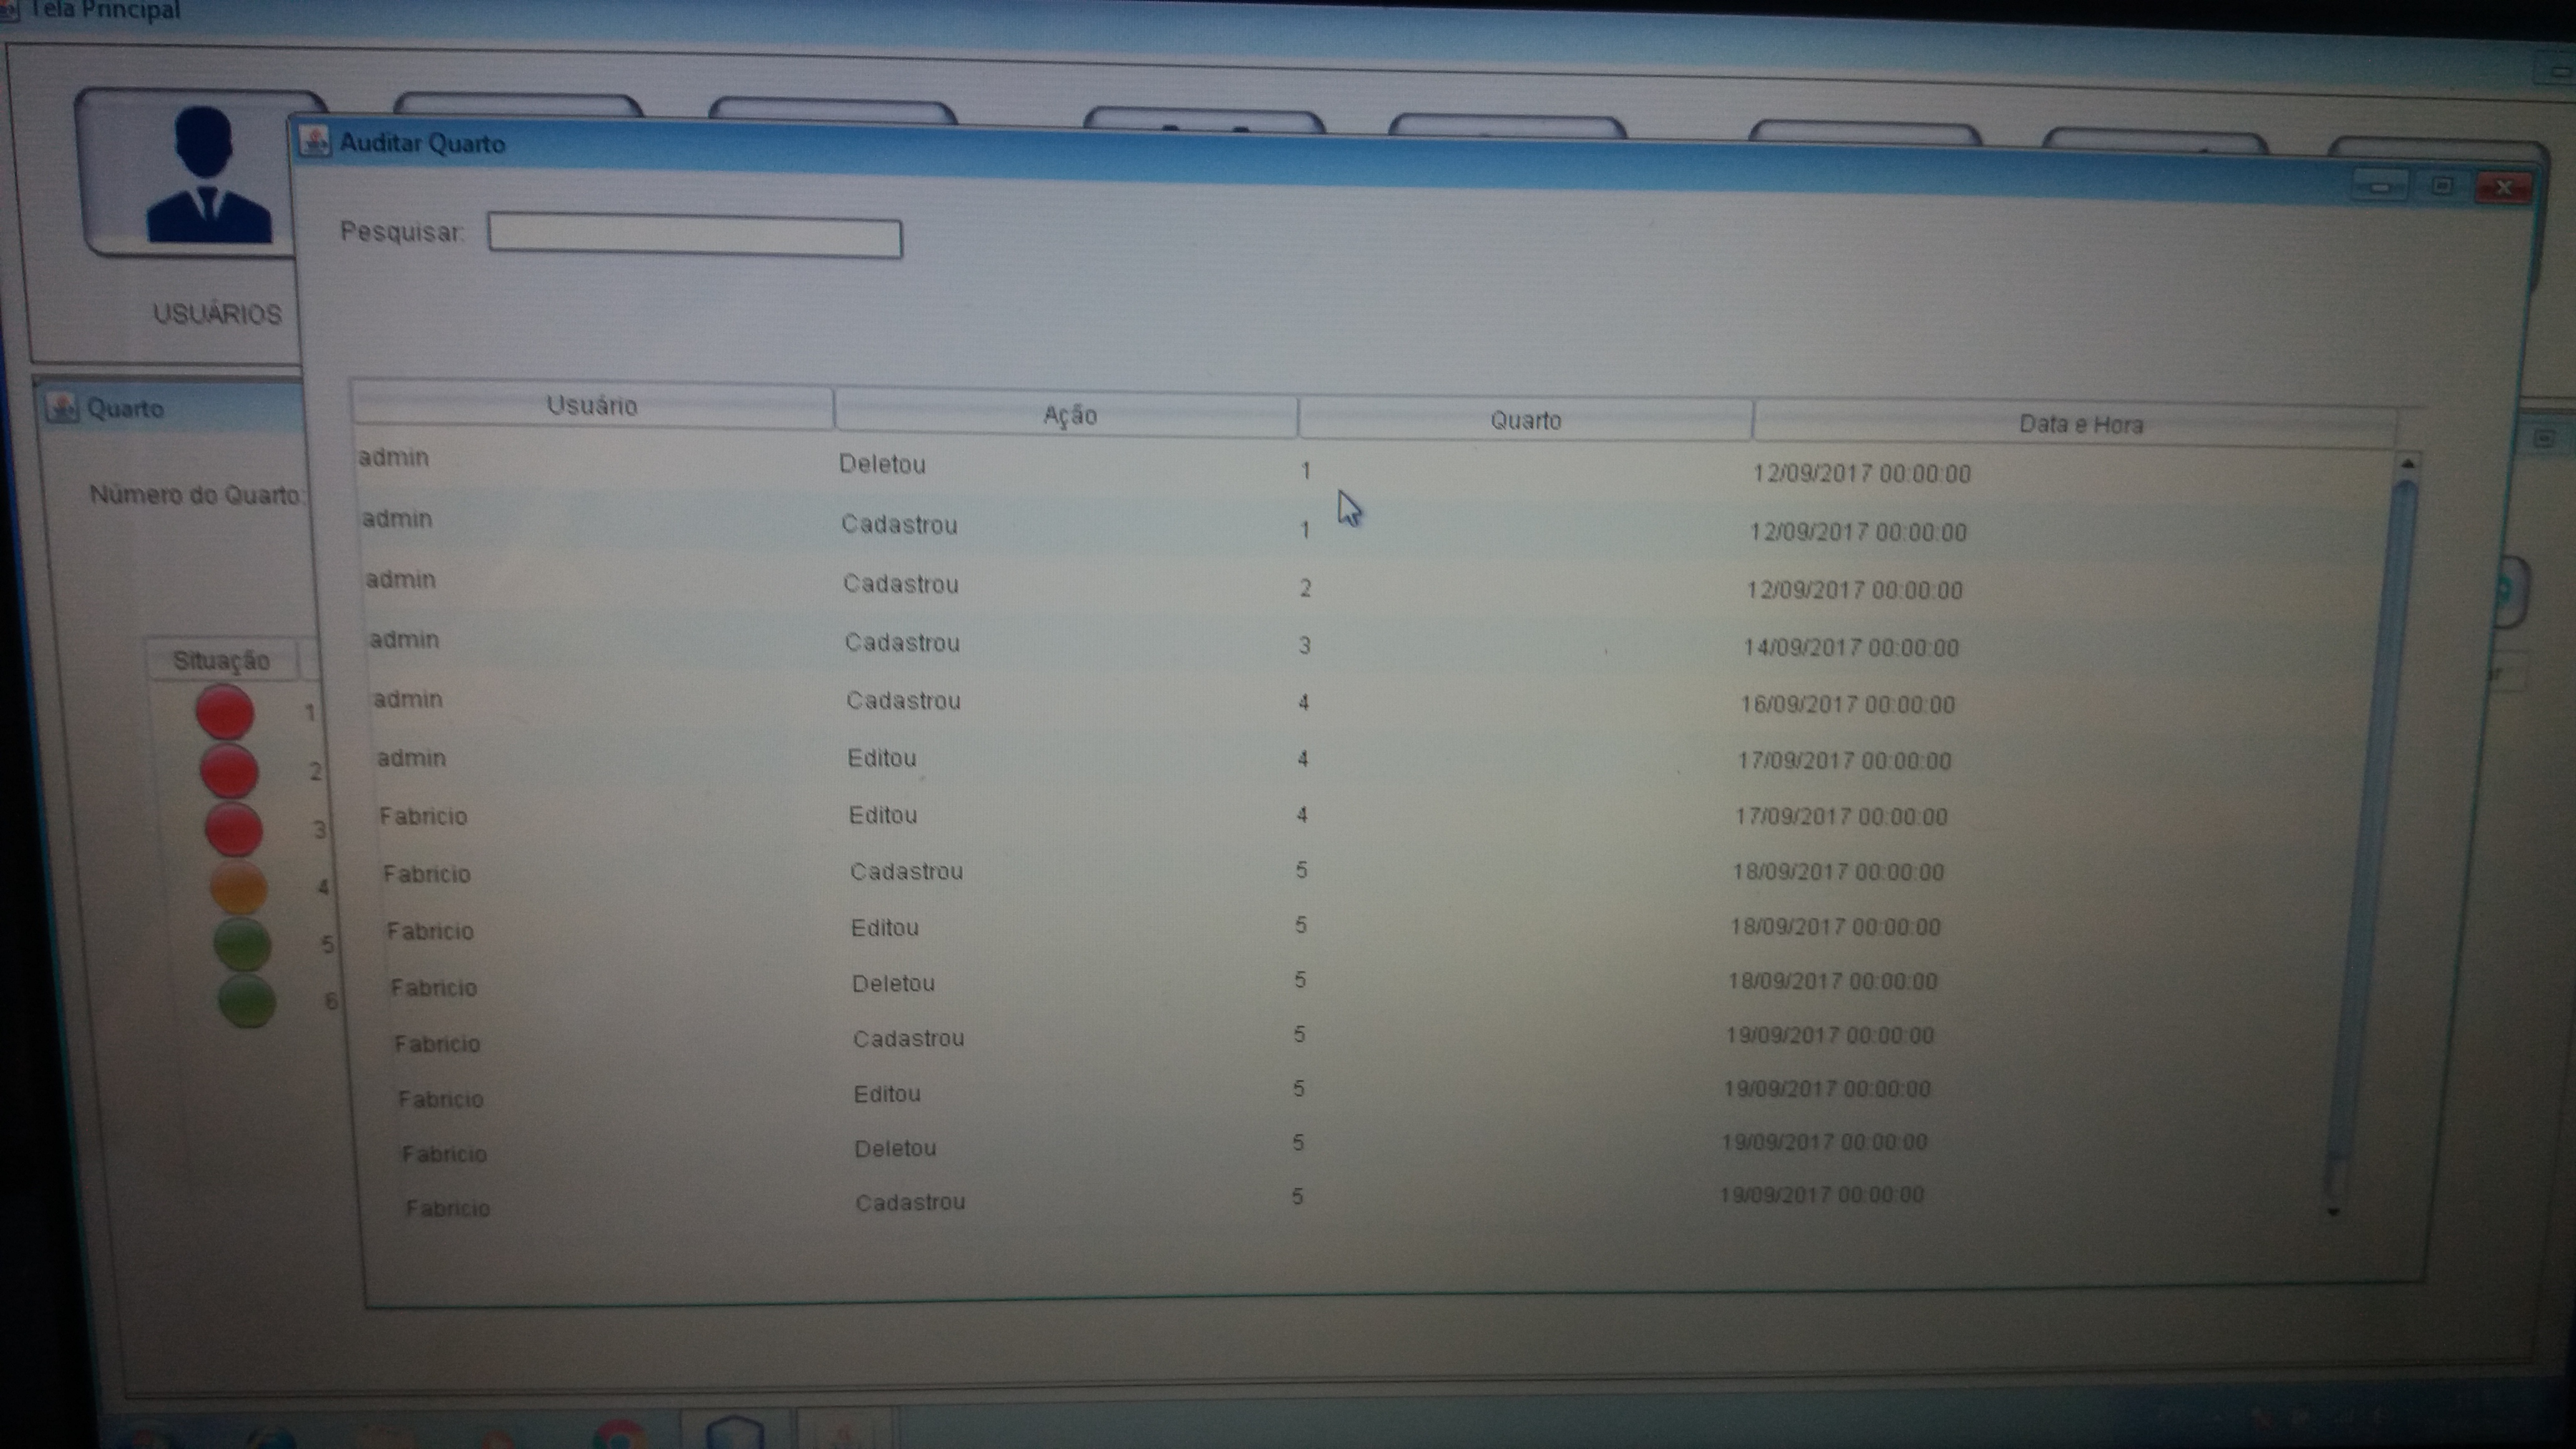 Tela Principal
Auditar Quarto
Pesquisar:
USUÁRIOS
Quarto
Número do Quarto:
Situação
1
2
3
4
5
6
Usuário Ação Quarto Data e Hora
admin Deletou 1 12/09/2017 00:00:00
admin Cadastrou 1 12/09/2017 00:00:00
admin Cadastrou 2 12/09/2017 00:00:00
admin Cadastrou 3 14/09/2017 00:00:00
admin Cadastrou 4 16/09/2017 00:00:00
admin Editou 4 17/09/2017 00:00:00
Fabricio Editou 4 17/09/2017 00:00:00
Fabricio Cadastrou 5 18/09/2017 00:00:00
Fabricio Editou 5 18/09/2017 00:00:00
Fabricio Deletou 5 18/09/2017 00:00:00
Fabricio Cadastrou 5 19/09/2017 00:00:00
Fabricio Editou 5 19/09/2017 00:00:00
Fabricio Deletou 5 19/09/2017 00:00:00
Fabricio Cadastrou 5 19/09/2017 00:00:00